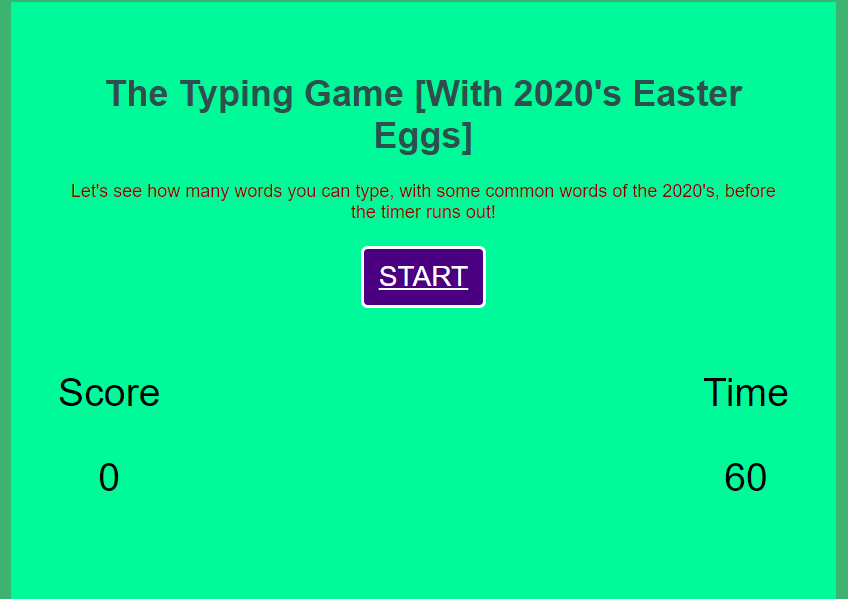 The Typing Game [With 2020's Easter
Eggs]
Let's see how many words you can type, with some common words of the 2020's, before
the timer runs out!
START
Score
Time
0
60